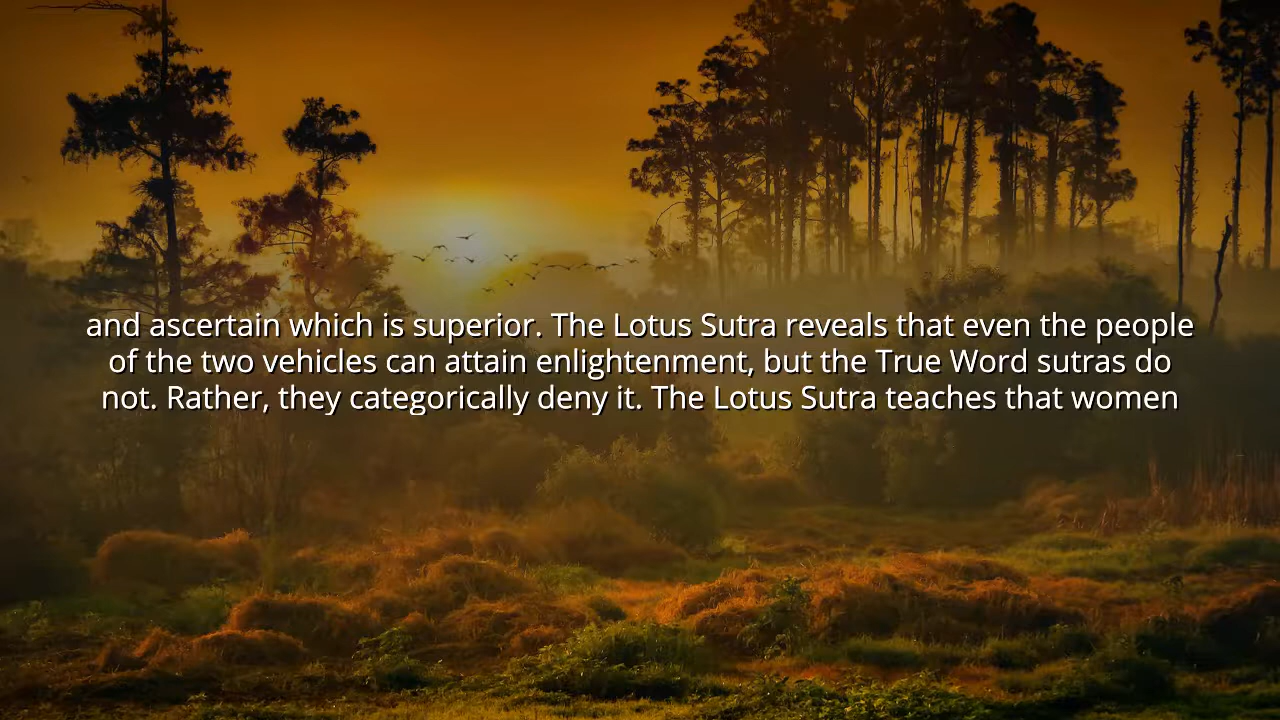 and ascertain which is superior. The Lotus Sutra reveals that even the people
of the two vehicles can attain enlightenment, but the True Word sutras do
not. Rather, they categorically deny it. The Lotus Sutra teaches that women